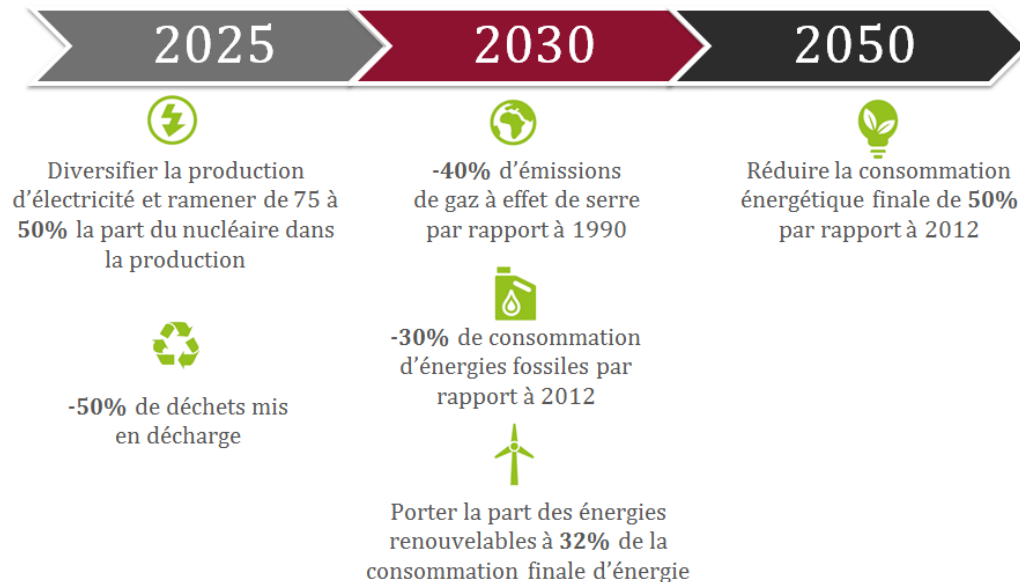 2025
Diversifier la production
d'électricité et ramener de 75 à
50% la part du nucléaire dans
la production
-50% de déchets mis
en décharge
2030
-40% d'émissions
de gaz à effet de serre
par rapport à 1990
-30% de consommation
d'énergies fossiles par
rapport à 2012
Porter la part des énergies
renouvelables à 32% de la
consommation finale d'énergie
2050
Réduire la consommation
énergétique finale de 50%
par rapport à 2012